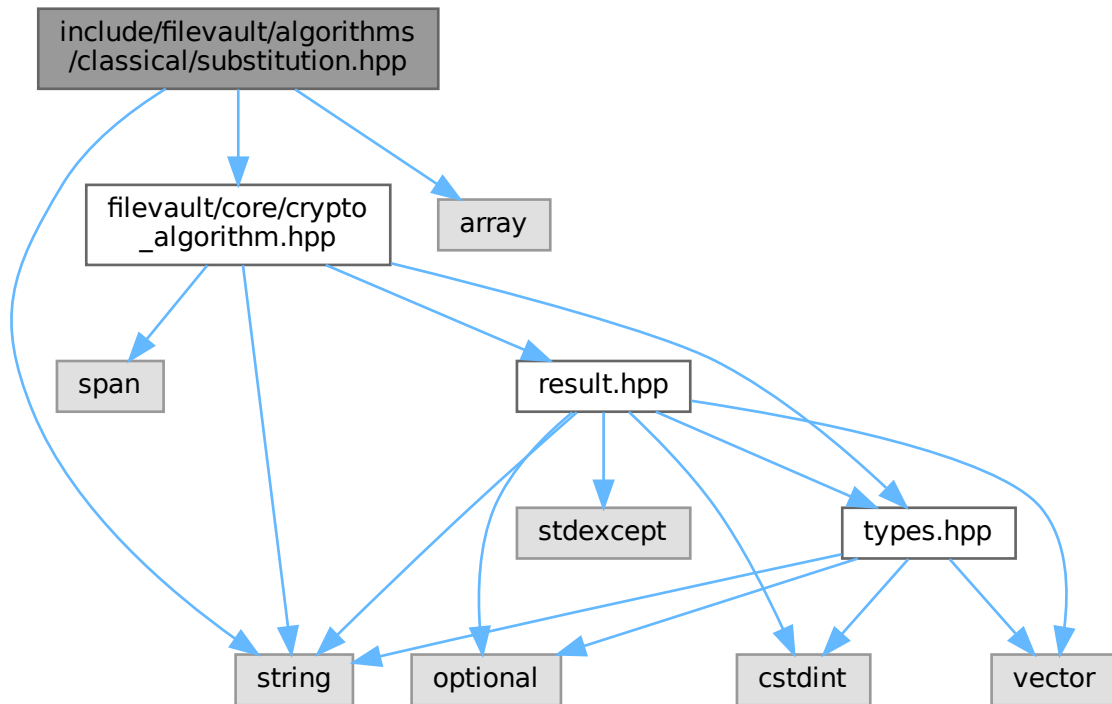 include/filevault/algorithms
/classical/substitution.hpp
filevault/core/crypto
_algorithm.hpp
array
span
result.hpp
stdexcept
types.hpp
string
optional
cstdint
vector